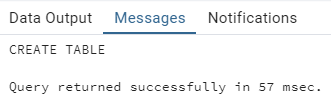 Data Output Messages Notifications
CREATE TABLE
Query returned successfully in 57 msec.